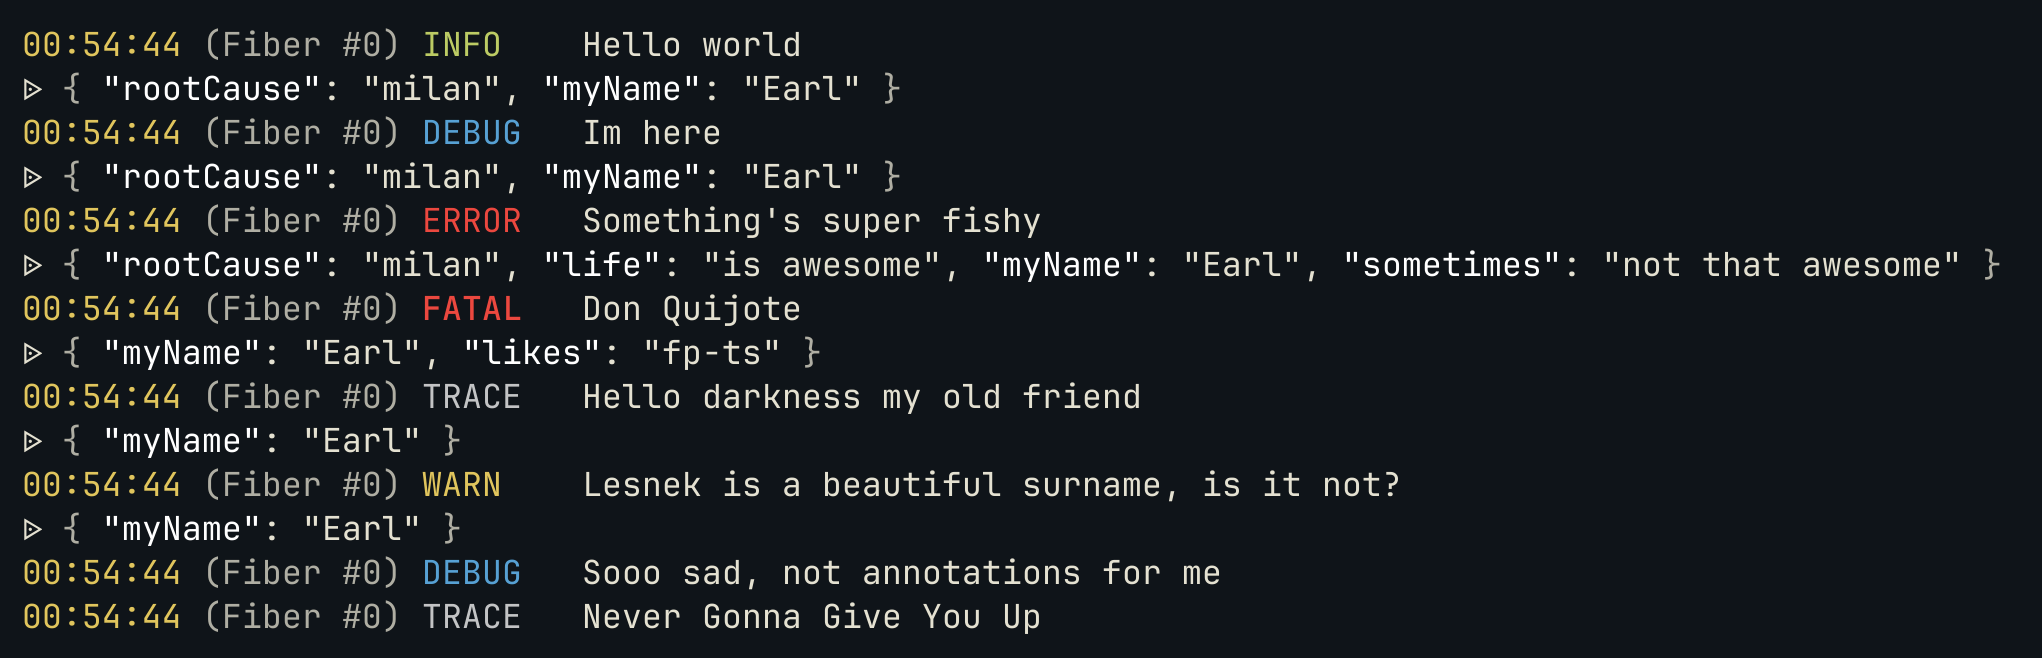 00:54:44 (Fiber #0) INFO    Hello world
ᐅ { "rootCause": "milan", "myName": "Earl" }
00:54:44 (Fiber #0) DEBUG   Im here
ᐅ { "rootCause": "milan", "myName": "Earl" }
00:54:44 (Fiber #0) ERROR   Something's super fishy
ᐅ { "rootCause": "milan", "life": "is awesome", "myName": "Earl", "sometimes": "not that awesome" }
00:54:44 (Fiber #0) FATAL   Don Quijote
ᐅ { "myName": "Earl", "likes": "fp-ts" }
00:54:44 (Fiber #0) TRACE   Hello darkness my old friend
ᐅ { "myName": "Earl" }
00:54:44 (Fiber #0) WARN    Lesnek is a beautiful surname, is it not?
ᐅ { "myName": "Earl" }
00:54:44 (Fiber #0) DEBUG   Sooo sad, not annotations for me
00:54:44 (Fiber #0) TRACE   Never Gonna Give You Up